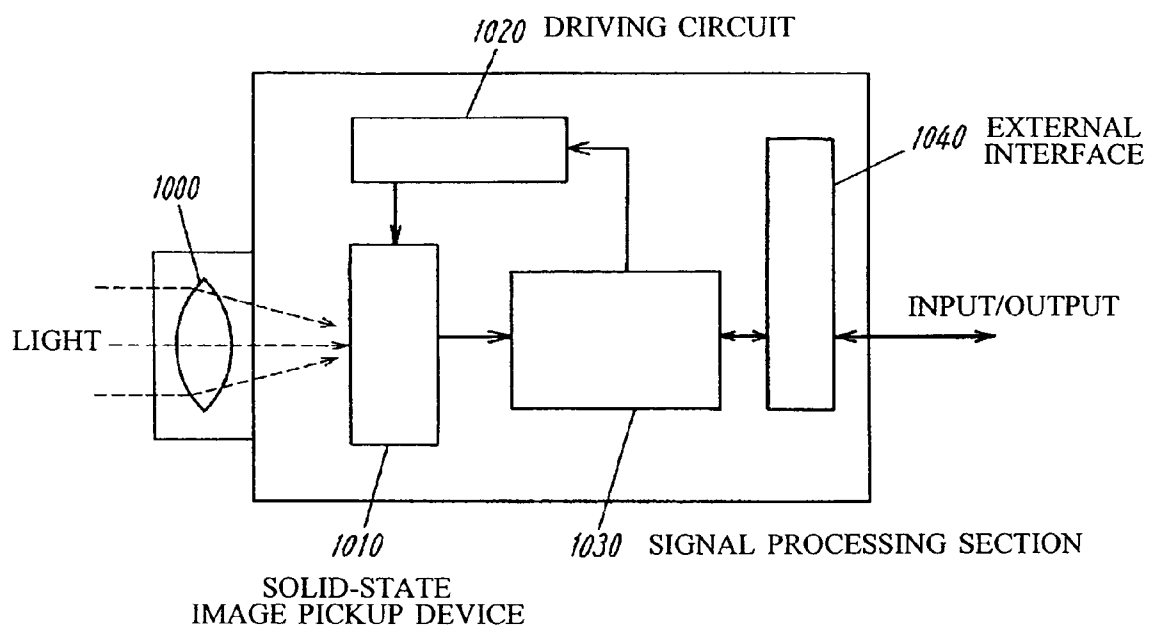 1020 DRIVING CIRCUIT
1040 EXTERNAL
INTERFACE
1000
INPUT/OUTPUT
LIGHT
1010
SOLID-STATE
IMAGE PICKUP DEVICE
1030 SIGNAL PROCESSING SECTION